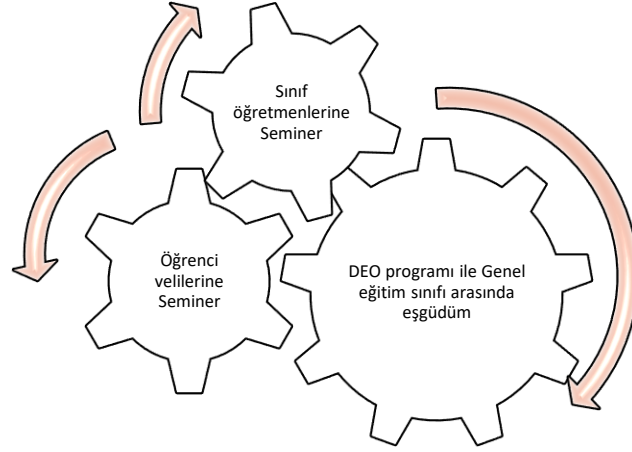 Sınıf
öğretmenlerine
Seminer
Öğrenci
velilerine
Seminer
DEO programı ile Genel
eğitim sınıfı arasında
eşgüdüm